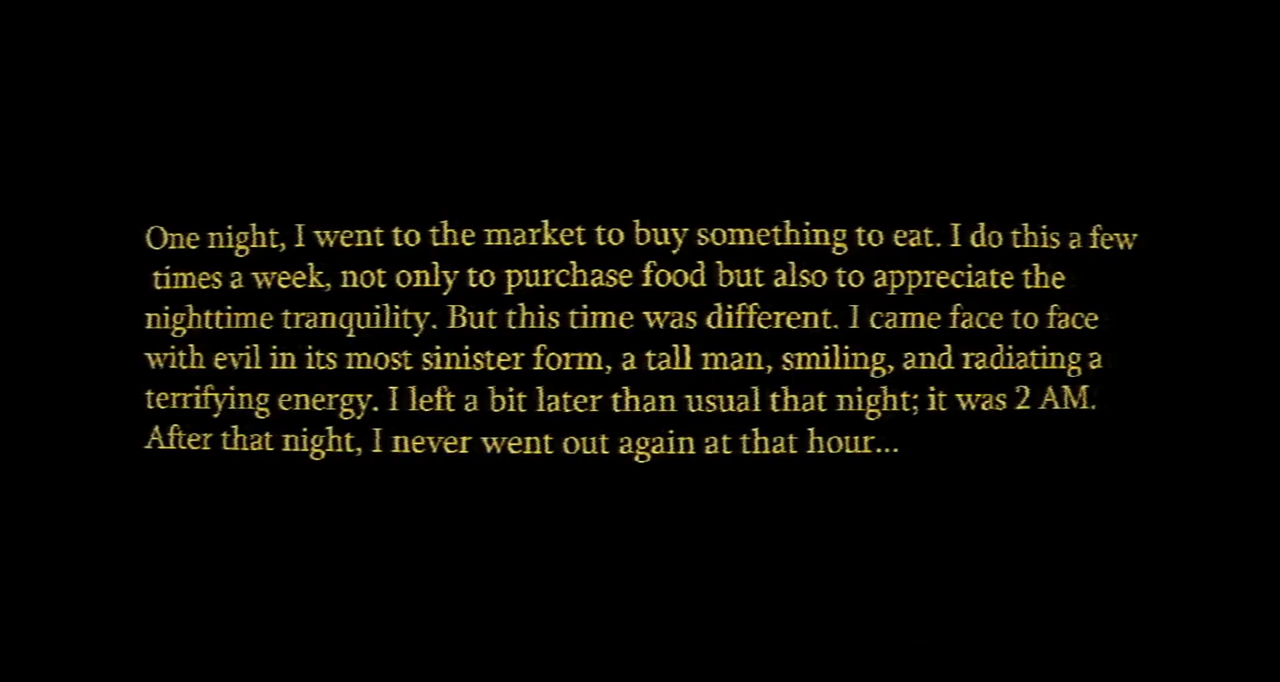 One night, I went to the market to buy something to eat. I do this a few
times a week, not only to purchase food but also to appreciate the
nighttime tranquility. But this time was different. I came face to face
with evil in its most sinister form, a tall man, smiling, and radiating a
terrifying energy. I left a bit later than usual that night; it was 2 AM.
After that night, I never went out again at that hour...